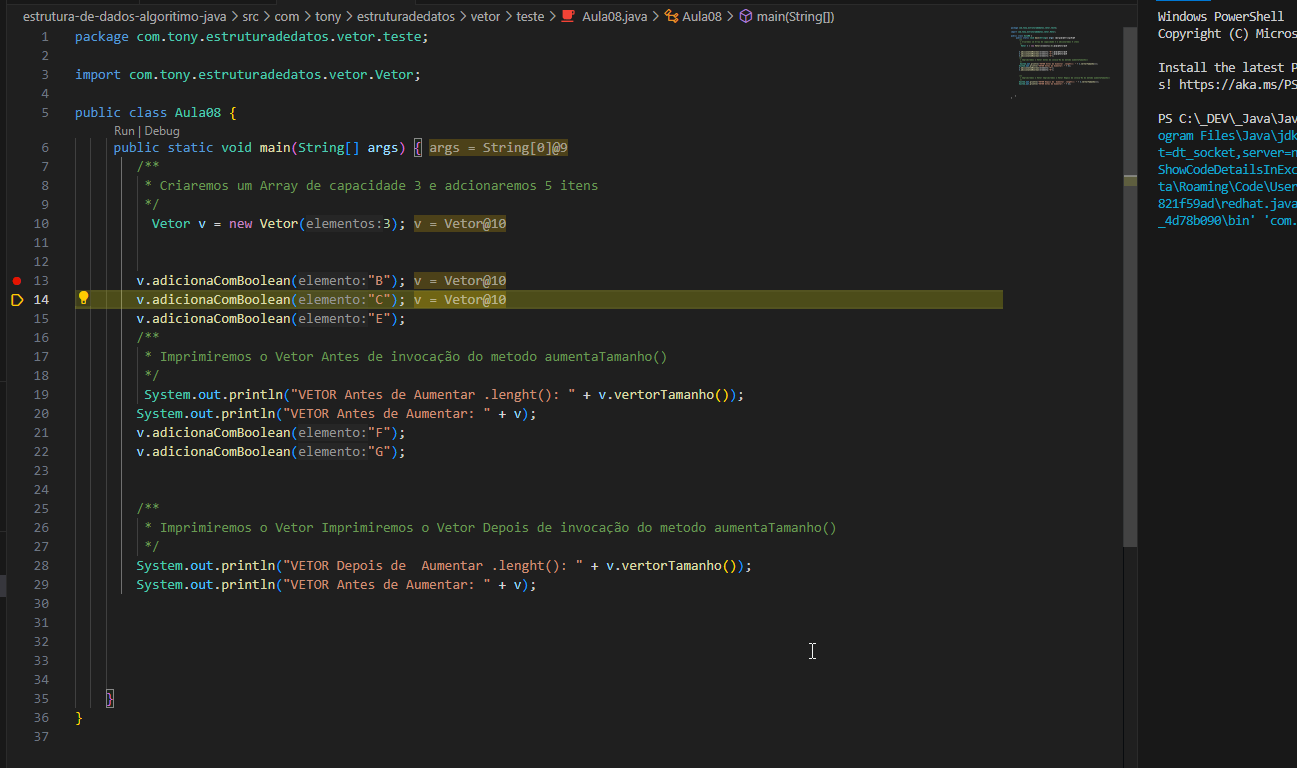 estrutura-de-dados-algoritimo-java > src > com > tony > estruturadedatos > vetor > teste > Aula08.java > Aula08 > main(String[])
1 package com.tony.estruturadedatos.vetor.teste;
2
3 import com.tony.estruturadedatos.vetor.Vetor;
4
5 public class Aula08 {
Run | Debug
6 public static void main(String[] args) { args = String[0]@9
7 /**
8 * Criaremos um Array de capacidade 3 e adcionaremos 5 itens
9 */
10 Vetor v = new Vetor(elementos:3); v = Vetor@10
11
12
13 v.adicionaComBoolean(elemento:"B"); v = Vetor@10
14 v.adicionaComBoolean(elemento:"C"); v = Vetor@10
15 v.adicionaComBoolean(elemento:"E");
16 /**
17 * Imprimiremos o Vetor Antes de invocação do metodo aumentaTamanho()
18 */
19 System.out.println("VETOR Antes de Aumentar .lenght(): " + v.vertorTamanho());
20 System.out.println("VETOR Antes de Aumentar: " + v);
21 v.adicionaComBoolean(elemento:"F");
22 v.adicionaComBoolean(elemento:"G");
23
24
25 /**
26 * Imprimiremos o Vetor Imprimiremos o Vetor Depois de invocação do metodo aumentaTamanho()
27 */
28 System.out.println("VETOR Depois de  Aumentar .lenght(): " + v.vertorTamanho());
29 System.out.println("VETOR Antes de Aumentar: " + v);
30
31
32
33
34
35 }
36 }
37
Windows PowerShell
Copyright (C) Micros
Install the latest P
s! https://aka.ms/PS
PS C:\_DEV\_Java\Jav
ogram Files\Java\jdk
t=dt_socket,server=n
ShowCodeDetailsInExc
ta\Roaming\Code\User
821f59ad\redhat.java
_4d78b090\bin' 'com.